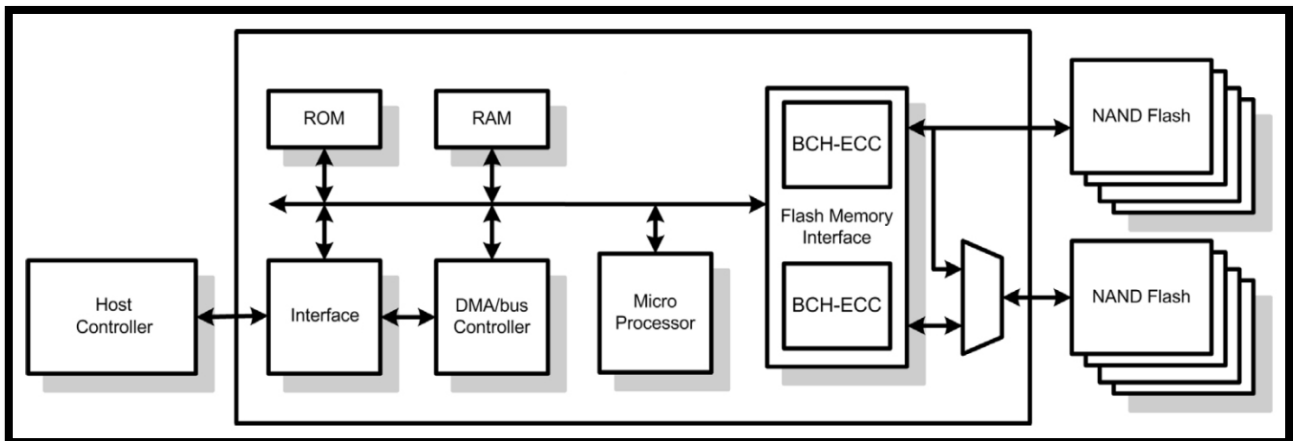 ROM
RAM
BCH-ECC
NAND Flash
Flash Memory
Interface
Host
Controller
Interface
DMA/bus
Controller
Micro
Processor
BCH-ECC
NAND Flash